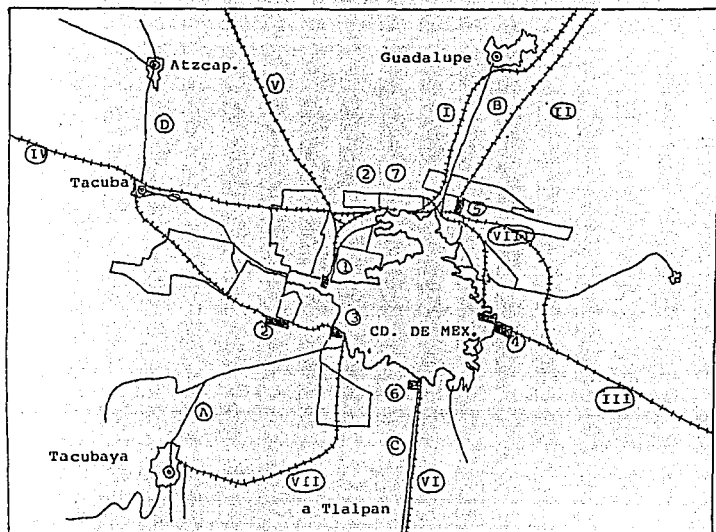 Atzcap.
Guadalupe
V
I
B
II
D
IV
Tacuba
2 7
5
VIII
1
2
3
CD. DE MEX.
4
6
III
A
C
Tacubaya
VII
VI
a Tlalpan